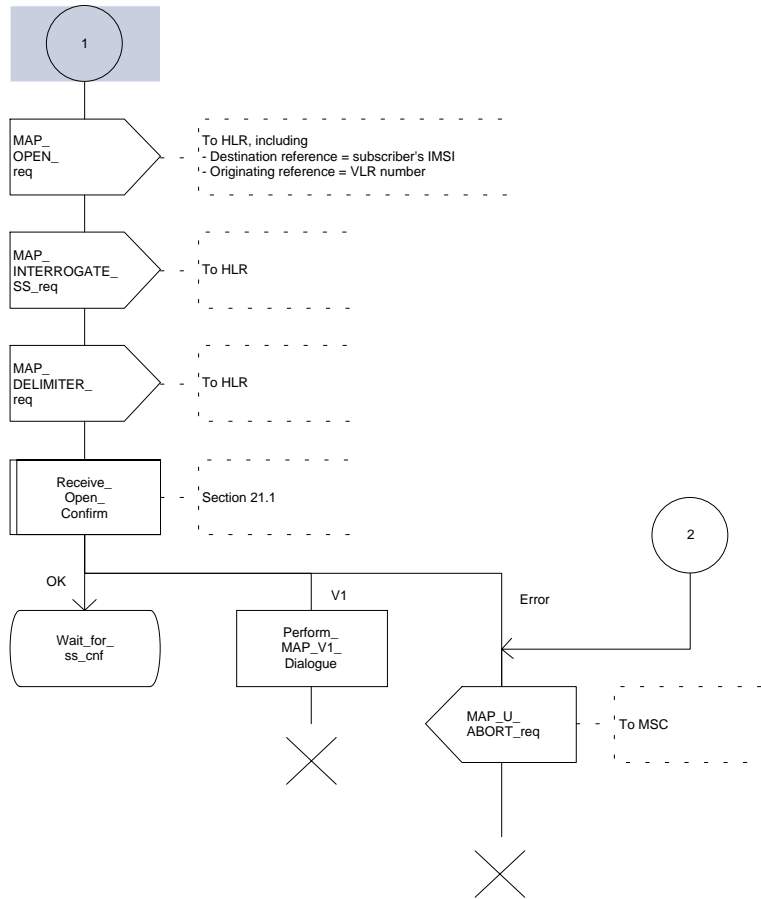 1
MAP_
OPEN_
req
To HLR, including
- Destination reference = subscriber's IMSI
- Originating reference = VLR number
MAP_
INTERROGATE_
SS_req
To HLR
MAP_
DELIMITER_
req
To HLR
Receive_
Open_
Confirm
Section 21.1
2
OK
V1
Error
Wait_for_
ss_cnf
Perform_
MAP_V1_
Dialogue
MAP_U_
ABORT_req
To MSC